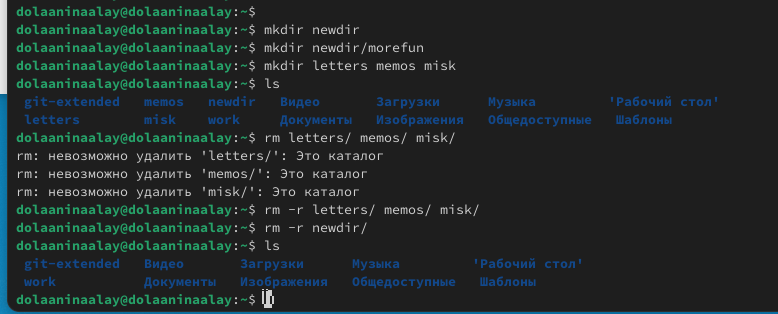 dolaaninaalay@dolaaninaalay:~$
dolaaninaalay@dolaaninaalay:~$ mkdir newdir
dolaaninaalay@dolaaninaalay:~$ mkdir newdir/morefun
dolaaninaalay@dolaaninaalay:~$ mkdir letters memos misk
dolaaninaalay@dolaaninaalay:~$ ls
git-extended memos newdir Видео Загрузки Музыка 'Рабочий стол'
letters misk work Документы Изображения Общедоступные Шаблоны
dolaaninaalay@dolaaninaalay:~$ rm letters/ memos/ misk/
rm: невозможно удалить 'letters/': Это каталог
rm: невозможно удалить 'memos/': Это каталог
rm: невозможно удалить 'misk/': Это каталог
dolaaninaalay@dolaaninaalay:~$ rm -r letters/ memos/ misk/
dolaaninaalay@dolaaninaalay:~$ rm -r newdir/
dolaaninaalay@dolaaninaalay:~$ ls
git-extended Видео Загрузки Музыка 'Рабочий стол'
work Документы Изображения Общедоступные Шаблоны
dolaaninaalay@dolaaninaalay:~$